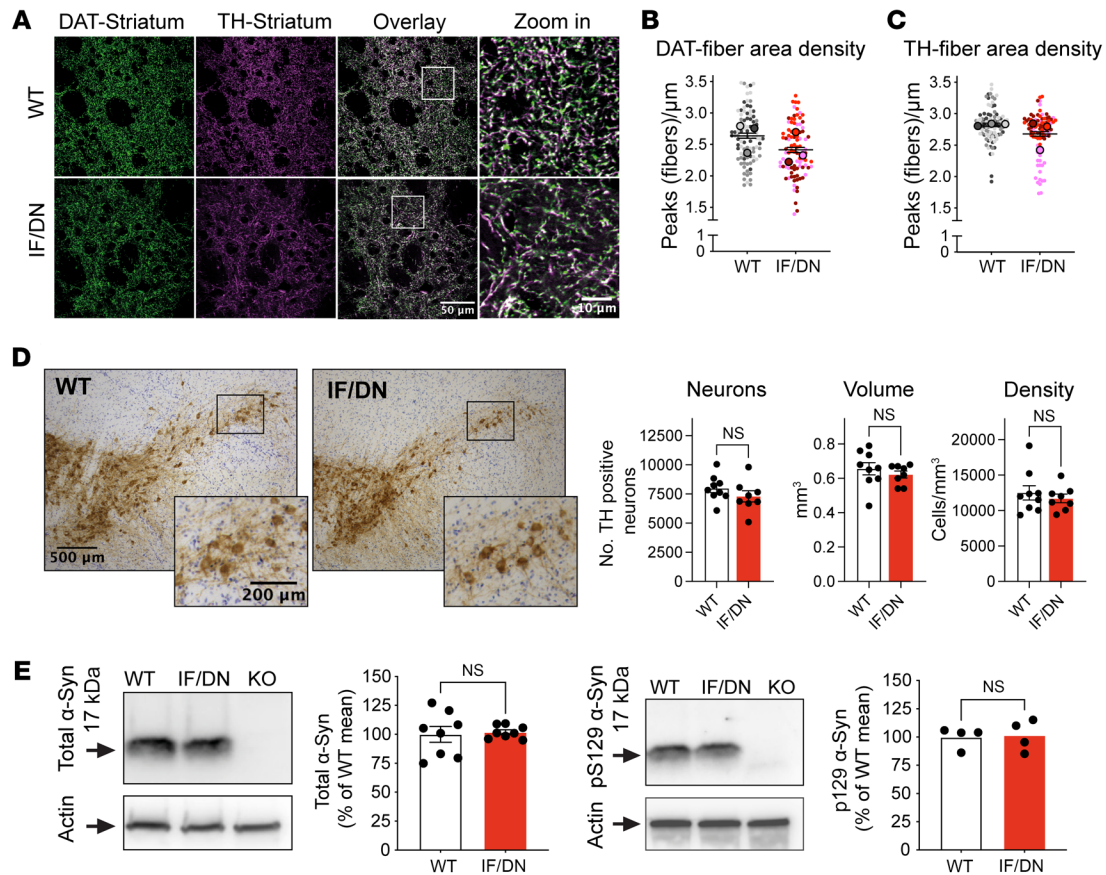 A
DAT-Striatum
TH-Striatum
Overlay
Zoom in
WT
IF/DN
50 µm
10 µm
B
DAT-fiber area density
Peaks (fibers)/µm
3.5
3.0
2.5
2.0
1.5
1
0
WT
IF/DN
C
TH-fiber area density
Peaks (fibers)/µm
3.5
3.0
2.5
2.0
1.5
1
0
WT
IF/DN
D
WT
500 µm
200 µm
IF/DN
Neurons
NS
No. TH positive
neurons
12500
10000
7500
5000
2500
0
WT
IF/DN
Volume
NS
mm³
0.8
0.6
0.4
0.2
0.0
WT
IF/DN
Density
NS
Cells/mm³
20000
15000
10000
5000
0
WT
IF/DN
E
WT
IF/DN
KO
Total α-Syn
17 kDa
Actin
NS
Total α-Syn
(% of WT mean)
150
125
100
75
50
25
0
WT
IF/DN
WT
IF/DN
KO
pS129 α-Syn
17 kDa
Actin
NS
p129 α-Syn
(% of WT mean)
150
125
100
75
50
25
0
WT
IF/DN